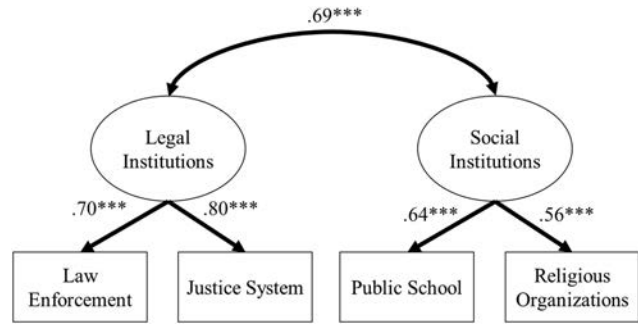 .69***
Legal
Institutions
Social
Institutions
.70***
.80***
.64***
.56***
Law
Enforcement
Justice System
Public School
Religious
Organizations